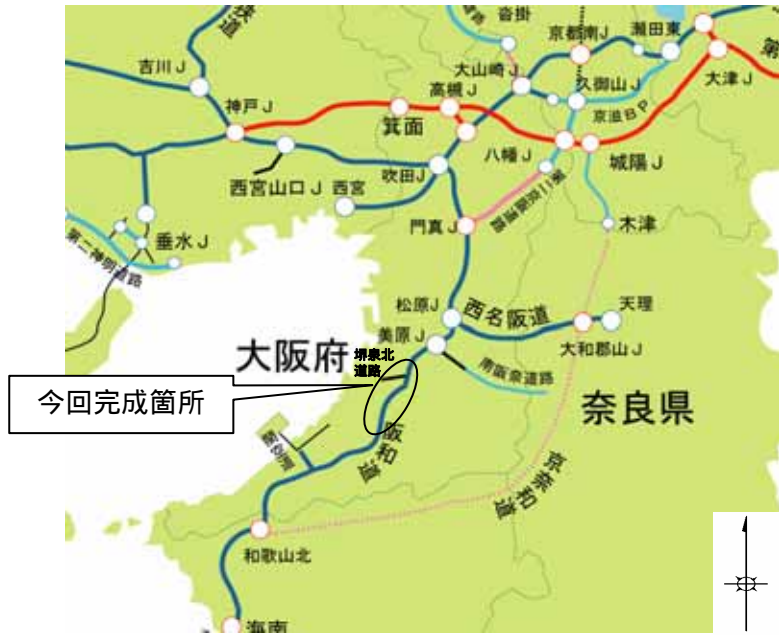 沓掛
京都南J
瀬田東
吉川J
大山崎J
久御山J
第
大津J
神戸J
高槻J
京滋BP
箕面
八幡J
城陽J
西宮山口J
西宮
吹田J
第二京阪道路
門真J
木津
垂水J
第二神明道路
松原J
西名阪道
天理
美原J
大和郡山J
大阪府
堺泉北
道路
南阪奈道路
今回完成箇所
奈良県
阪和道
関空道
京奈和道
和歌山北
海南